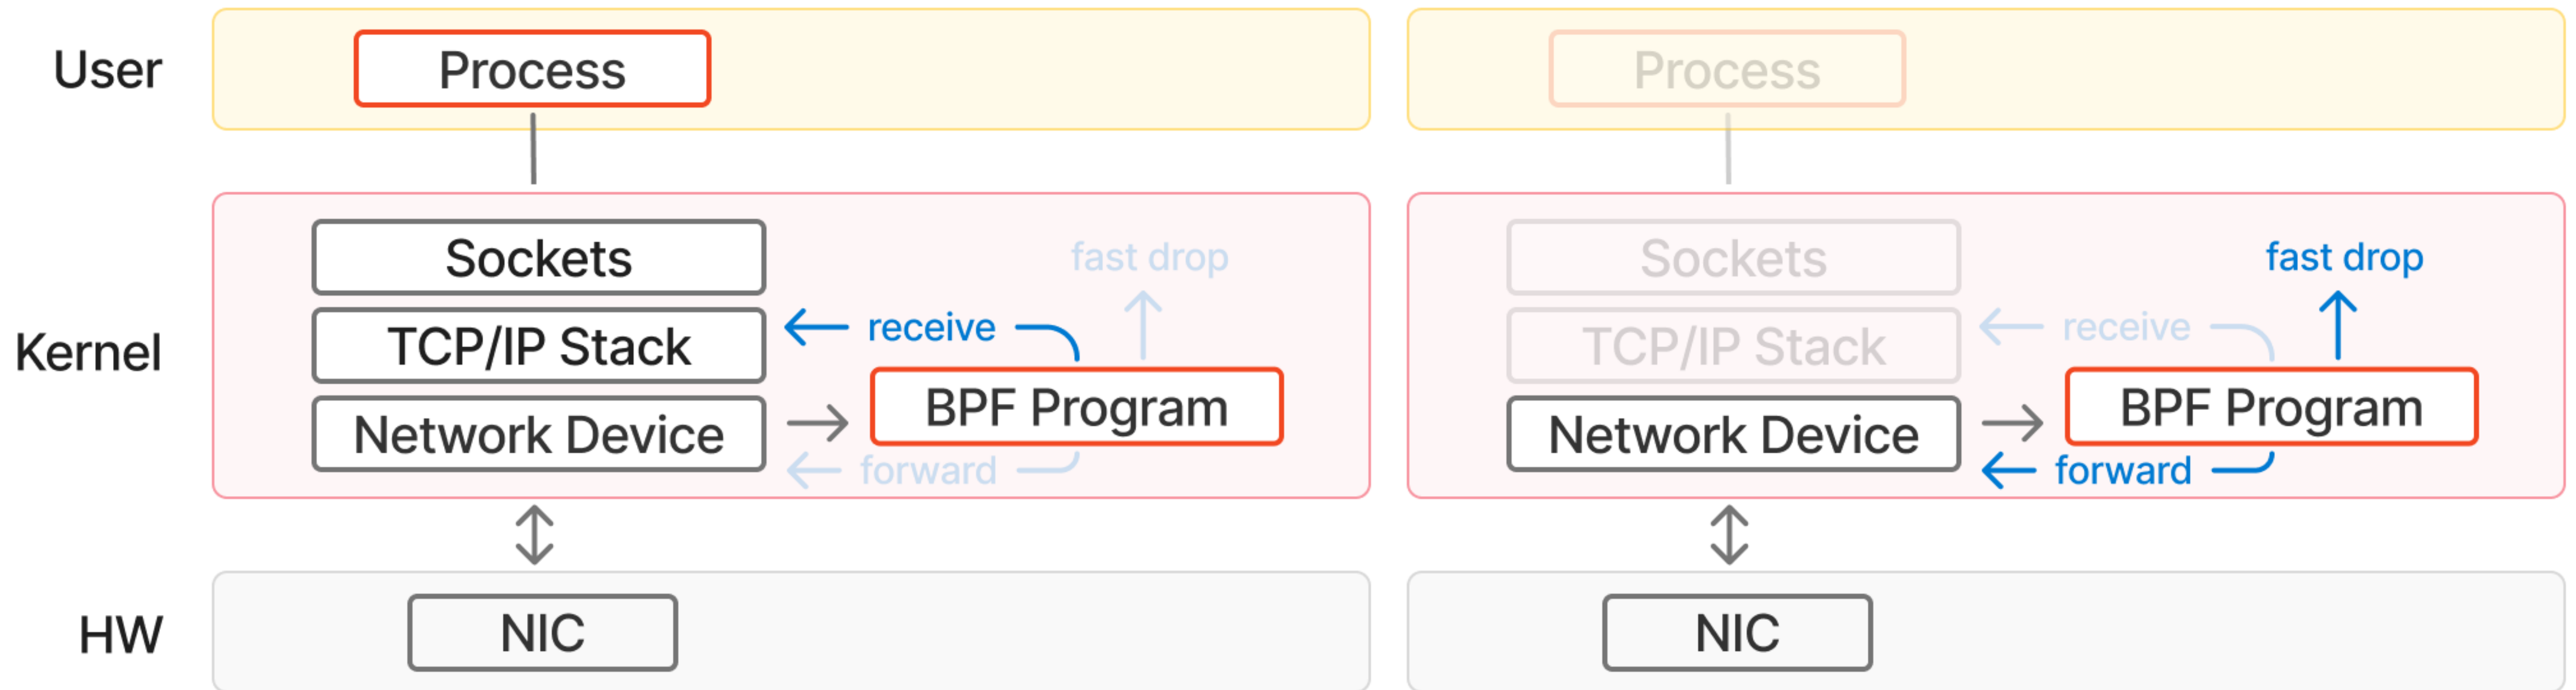 User
Process
Process
Kernel
Sockets
TCP/IP Stack
Network Device
receive
fast drop
BPF Program
forward
Sockets
TCP/IP Stack
Network Device
receive
fast drop
BPF Program
forward
HW
NIC
NIC